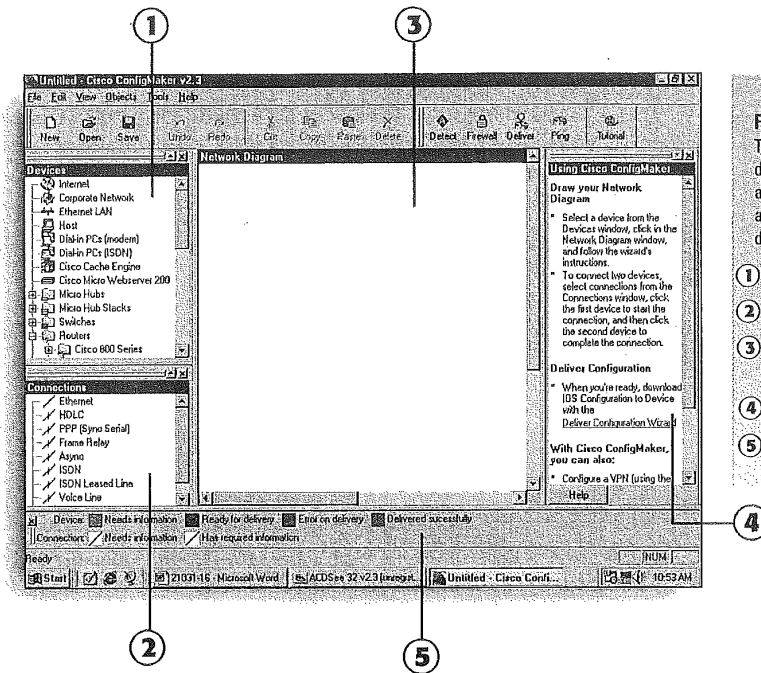 1
3
Untitled - Cisco ConfigMaker v2.3
File Edit View Objects Tools Help
New Open Save Undo Redo Cut Copy Paste Delete Detect Firewall Deliver Ping Tutorial
Devices
Internet
Corporate Network
Ethernet LAN
Host
Dial-in PCs (modem)
Dial-in PCs (ISDN)
Cisco Cache Engine
Cisco Micro Webserver 200
Micro Hubs
Micro Hub Stacks
Switches
Routers
Cisco 800 Series
Connections
Ethernet
HDLC
PPP (Sync Serial)
Frame Relay
Async
ISDN
ISDN Leased Line
Voice Line
Network Diagram
Using Cisco ConfigMaker
Draw your Network
Diagram
Select a device from the
Devices window, click in the
Network Diagram window,
and follow the wizard's
instructions.
To connect two devices,
select connections from the
Connections window, click
the first device to start the
connection, and then click
the second device to
complete the connection.
Deliver Configuration
When you're ready, download
IOS Configuration to Device
with the
Deliver Configuration Wizard
With Cisco ConfigMaker,
you can also:
Configure a VPN (using the
Help
Device: Needs information Ready for delivery Error on delivery Delivered sucessfully
Connection: Needs information Has required information
Ready NUM
Start 21031-16 - Microsoft Word ACDSee 32 v2.3 Untitled - Cisco Confi... 10:53 AM
1
2
3
4
5
4
2
5